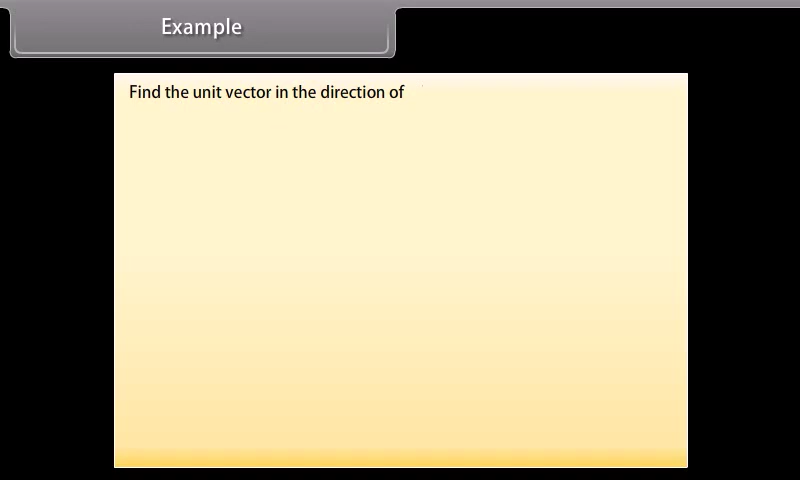 Example
Find the unit vector in the direction of